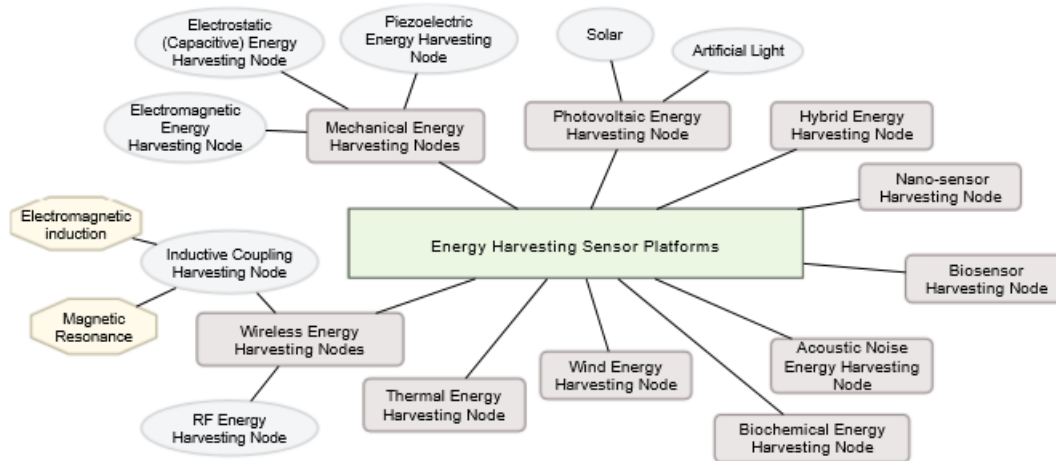 Electrostatic
(Capacitive) Energy
Harvesting Node
Piezoelectric
Energy Harvesting
Node
Solar
Artificial Light
Electromagnetic
Energy
Harvesting Node
Mechanical Energy
Harvesting Nodes
Photovoltaic Energy
Harvesting Node
Hybrid Energy
Harvesting Node
Nano-sensor
Harvesting Node
Electromagnetic
induction
Inductive Coupling
Harvesting Node
Energy Harvesting Sensor Platforms
Biosensor
Harvesting Node
Magnetic
Resonance
Wireless Energy
Harvesting Nodes
Thermal Energy
Harvesting Node
Wind Energy
Harvesting Node
Acoustic Noise
Energy Harvesting
Node
RF Energy
Harvesting Node
Biochemical Energy
Harvesting Node